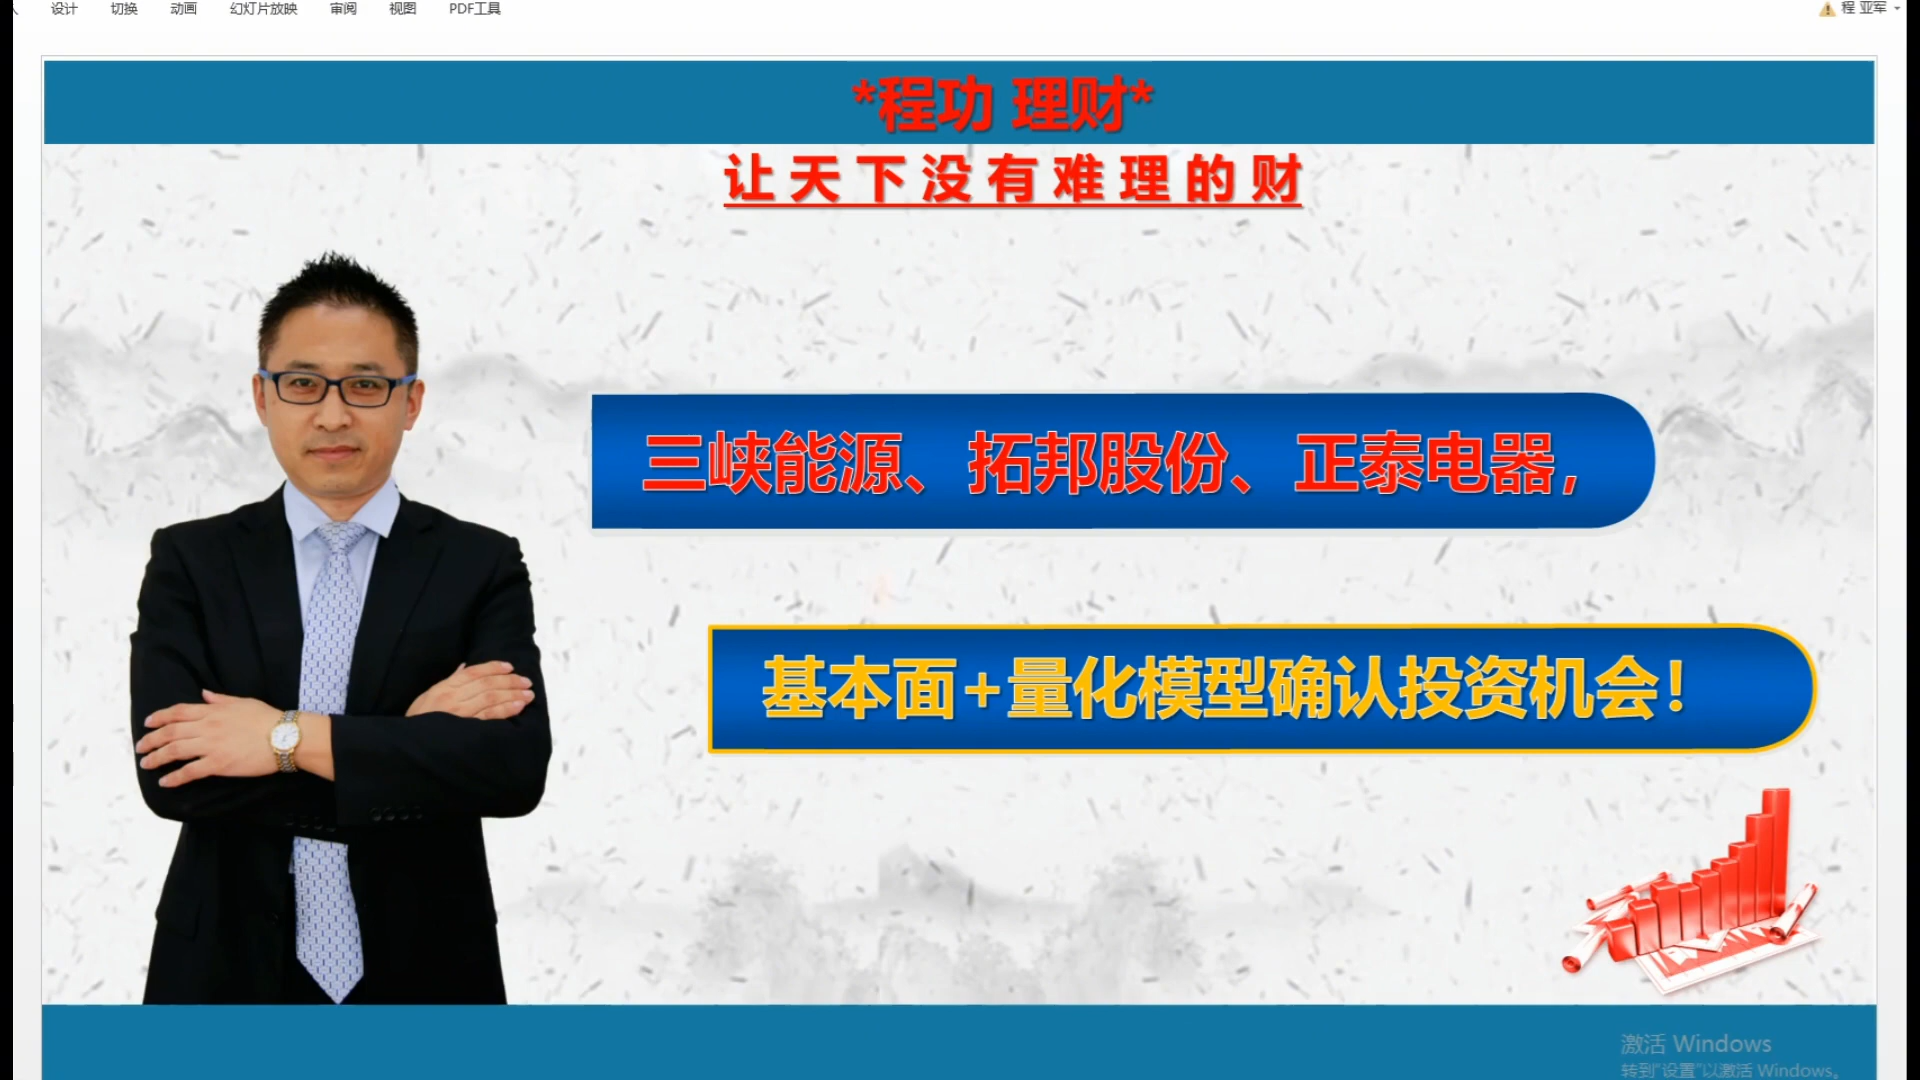 设计 切换 动画 幻灯片放映 审阅 视图 PDF工具 程 亚军
*程功 理财*
让天下没有难理的财
三峡能源、拓邦股份、正泰电器，
基本面+量化模型确认投资机会！
激活 Windows
转到"设置"以激活 Windows。